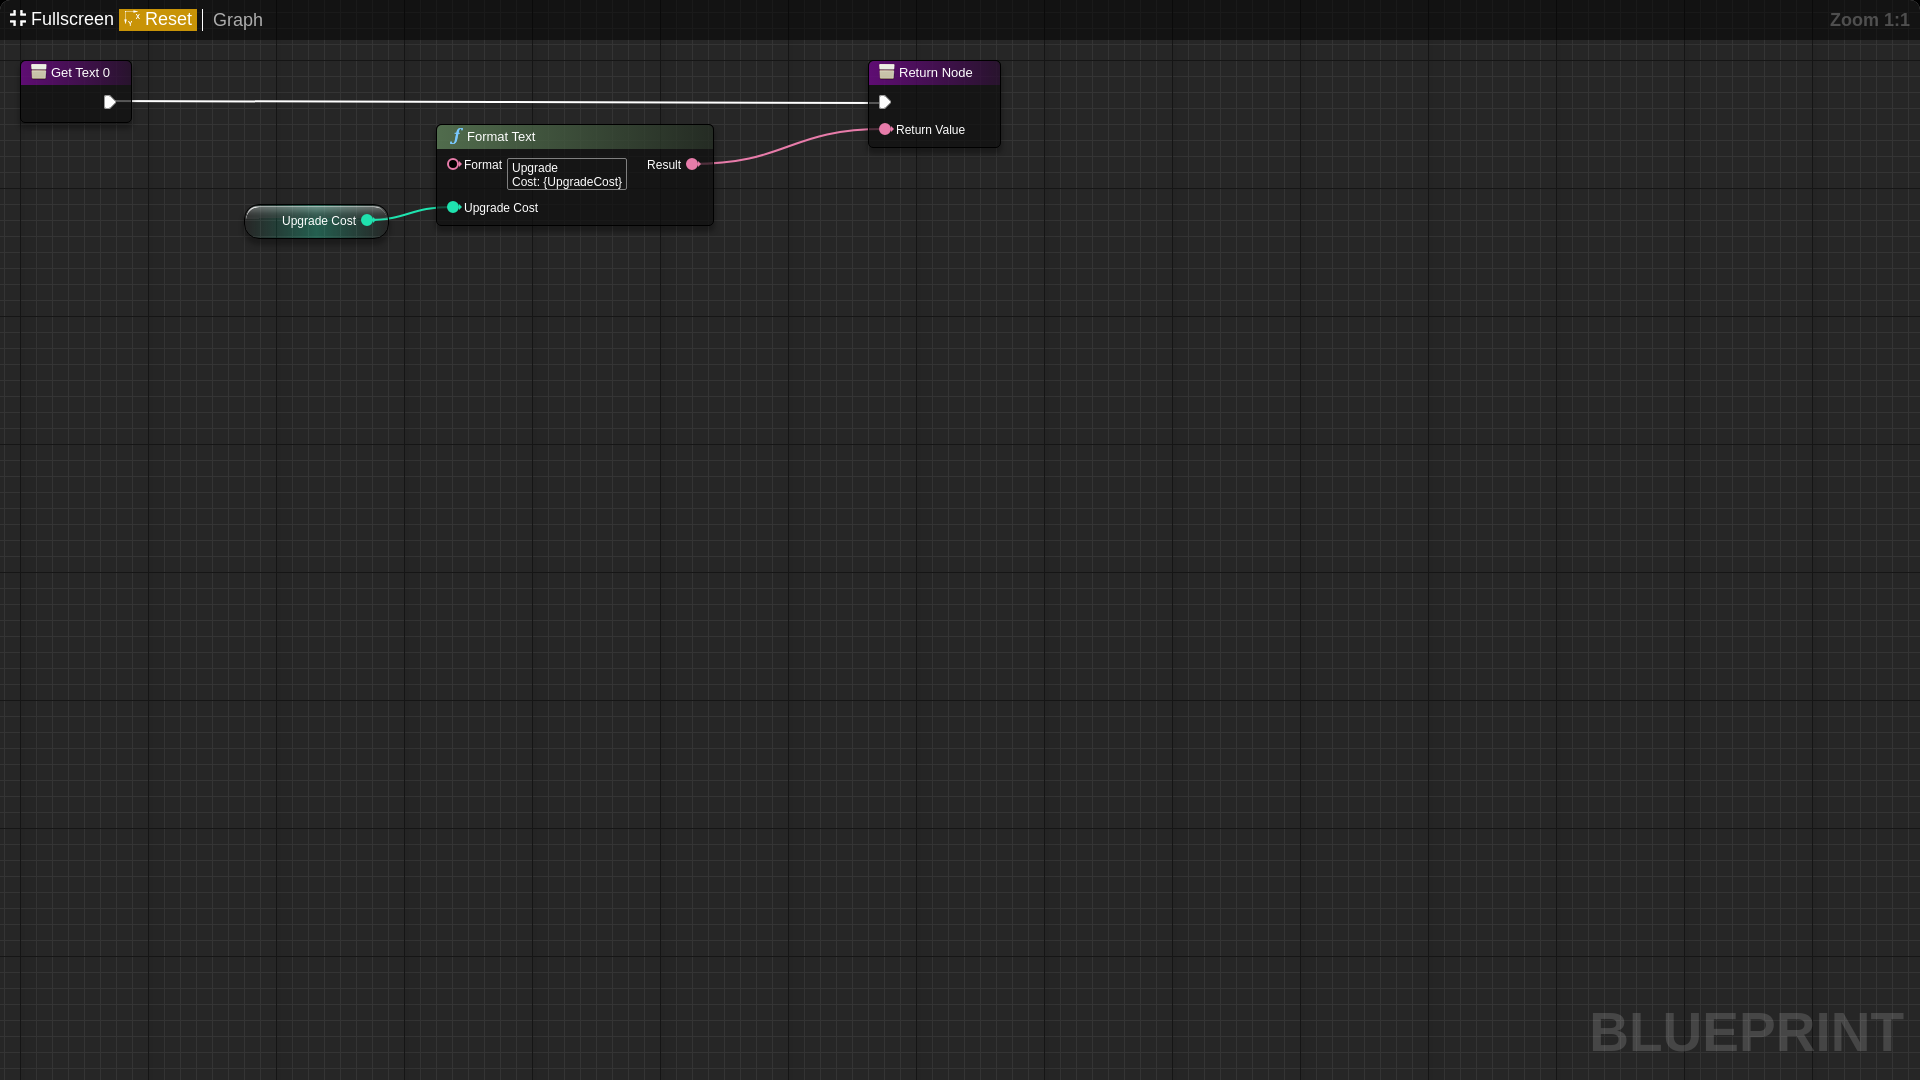 Fullscreen Reset Graph Zoom 1:1
Get Text 0
Return Node
Return Value
Format Text
Format Upgrade
Cost: {UpgradeCost} Result
Upgrade Cost
Upgrade Cost
BLUEPRINT